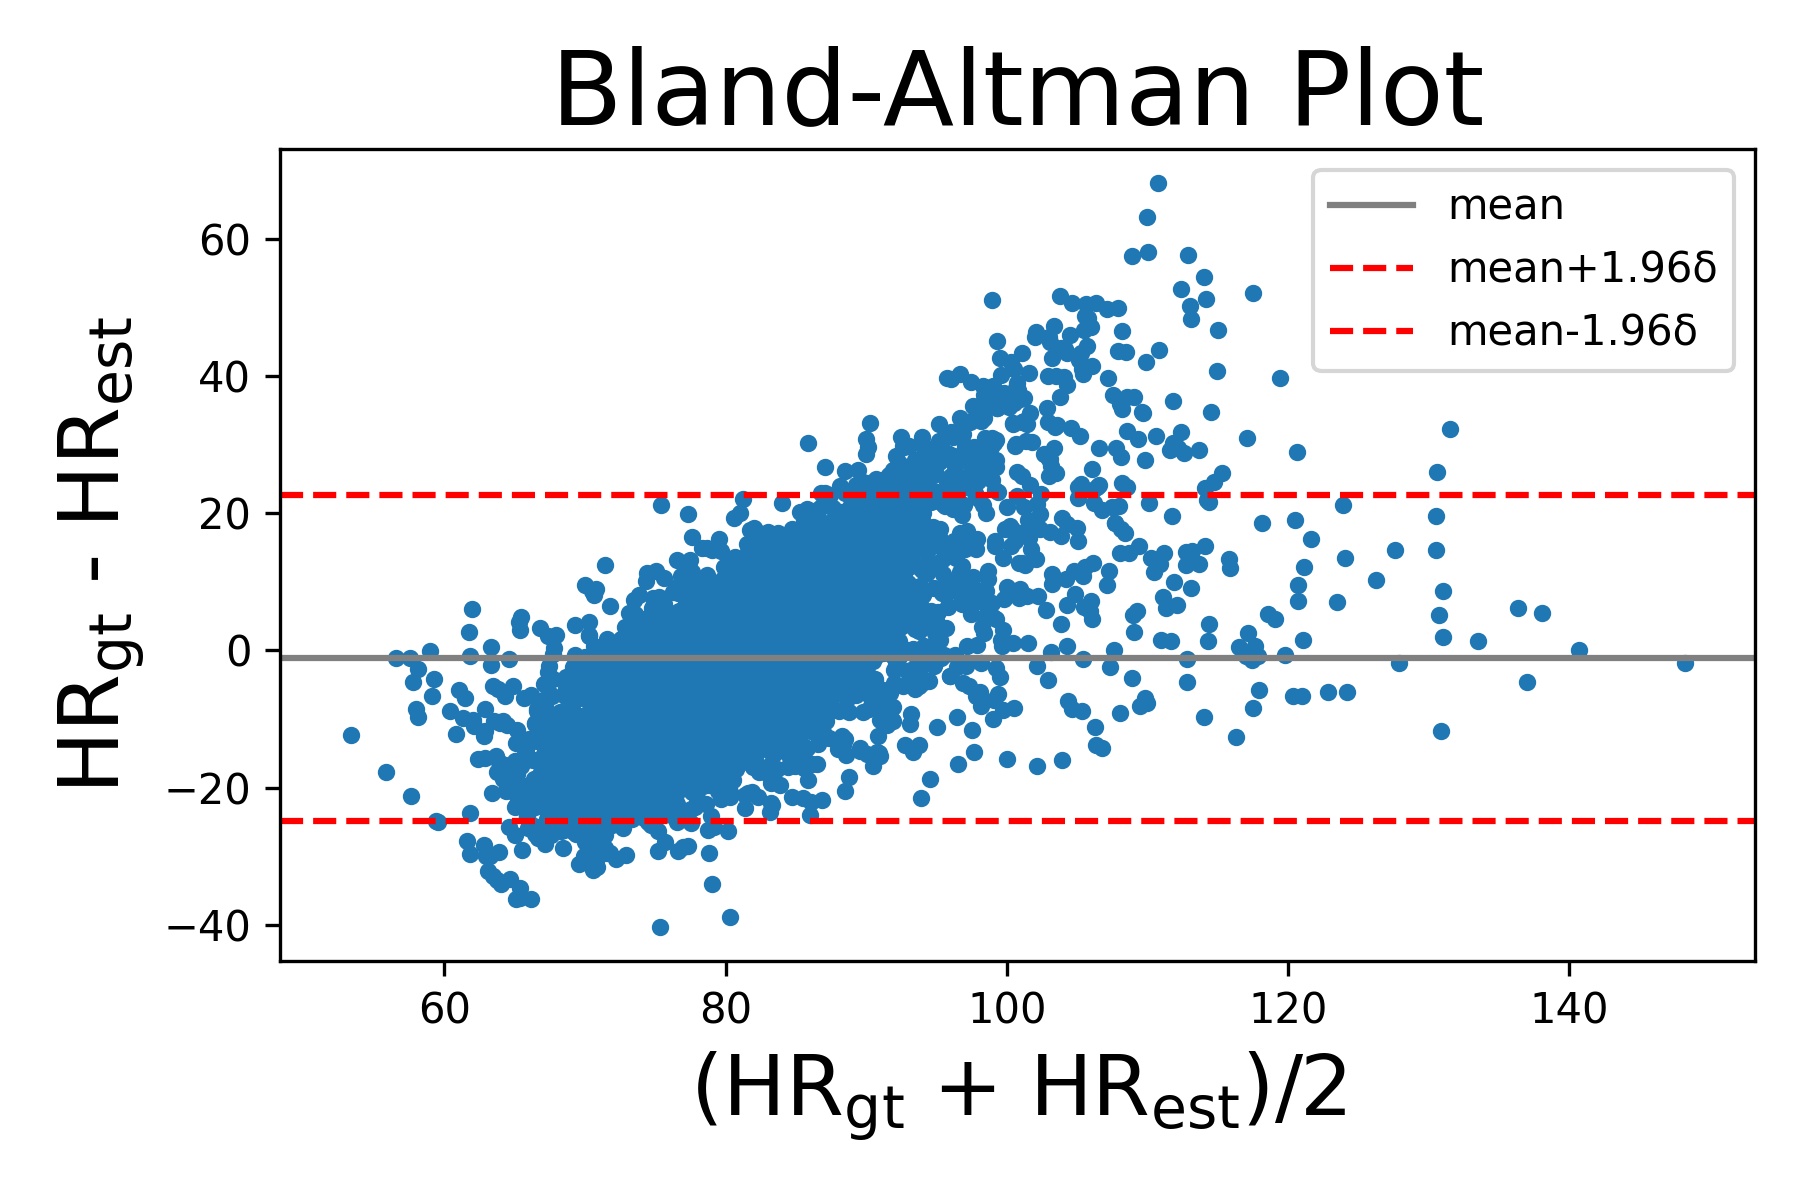 Bland-Altman Plot
mean
mean+1.96δ
mean-1.96δ
HRgt - HRest
60
40
20
0
−20
−40
60
80
100
120
140
(HRgt + HRest)/2